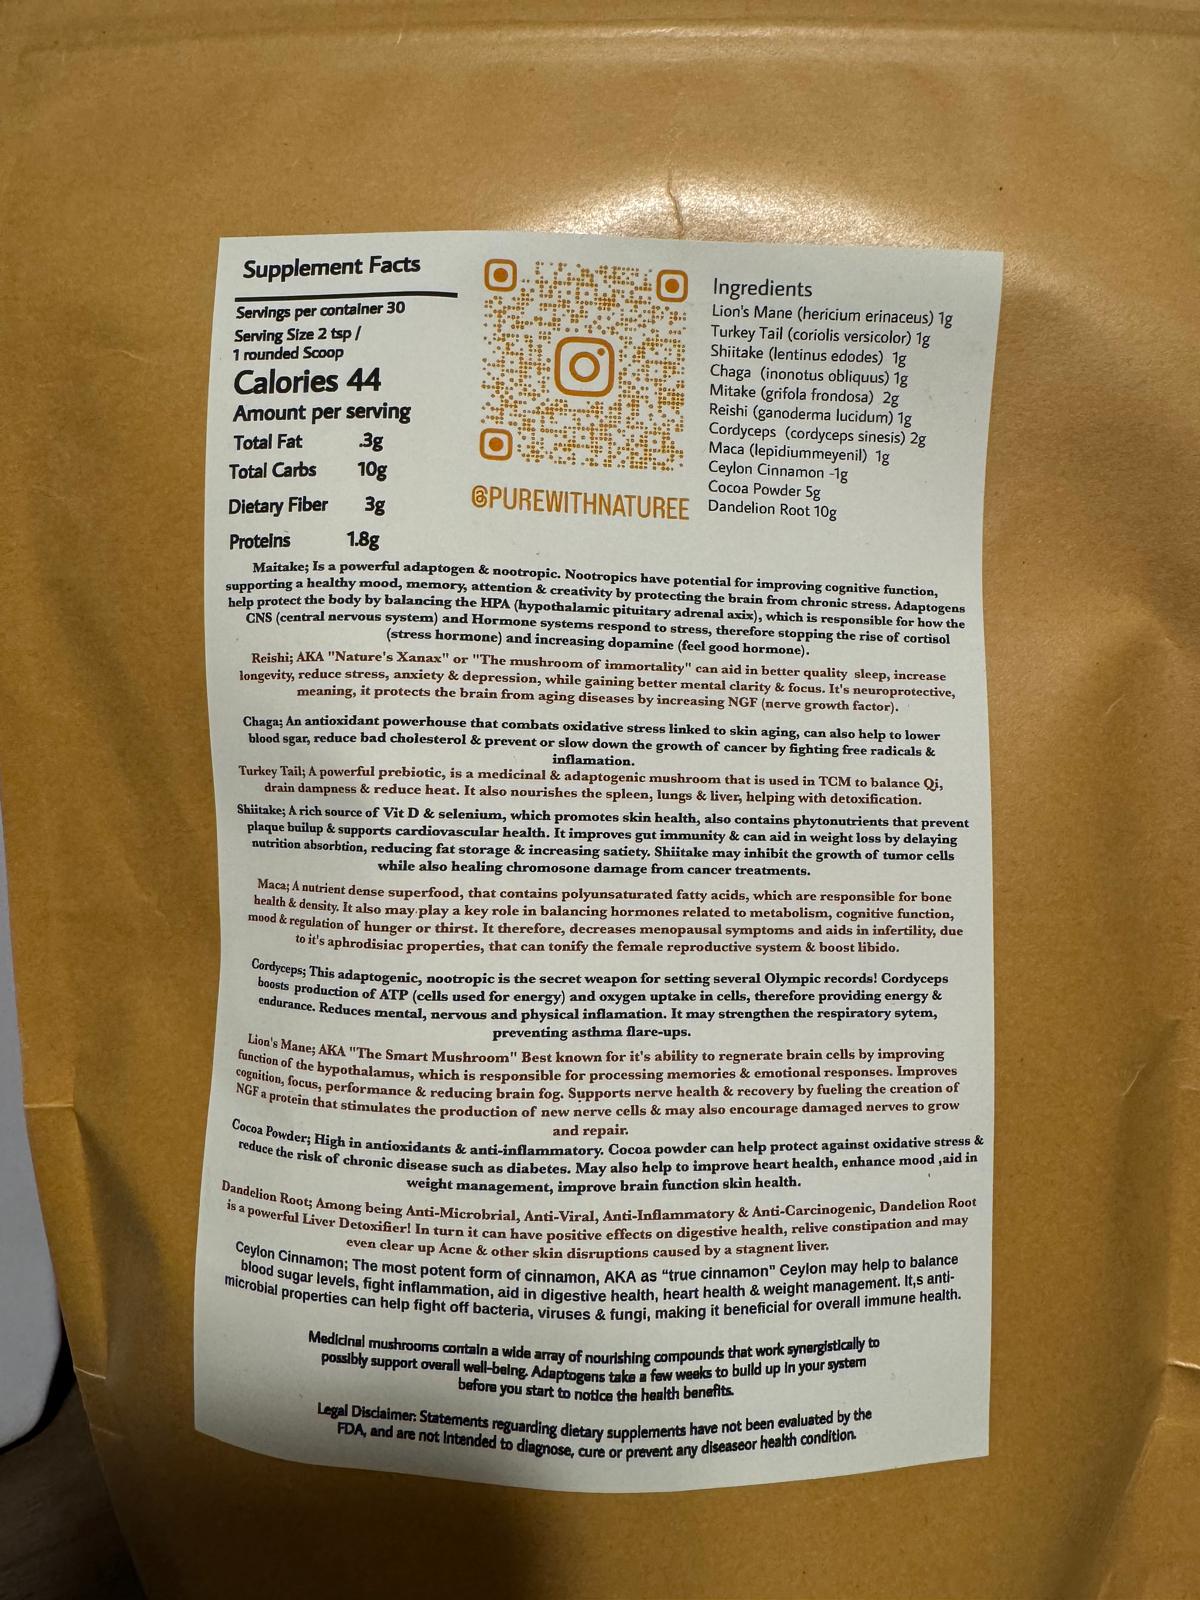 Supplement Facts
Servings per container 30
Serving Size 2 tsp /
1 rounded Scoop
Calories 44
Amount per serving
Total Fat .3g
Total Carbs 10g
Dietary Fiber 3g
Proteins 1.8g
@PUREWITHNATUREE
Ingredients
Lion's Mane (hericium erinaceus) 1g
Turkey Tail (coriolis versicolor) 1g
Shiitake (lentinus edodes) 1g
Chaga (inonotus obliquus) 1g
Mitake (grifola frondosa) 2g
Reishi (ganoderma lucidum) 1g
Cordyceps (cordyceps sinesis) 2g
Maca (lepidiummeyenil) 1g
Ceylon Cinnamon -1g
Cocoa Powder 5g
Dandelion Root 10g
Maitake; Is a powerful adaptogen & nootropic. Nootropics have potential for improving cognitive function,
supporting a healthy mood, memory, attention & creativity by protecting the brain from chronic stress. Adaptogens
help protect the body by balancing the HPA (hypothalamic pituitary adrenal axix), which is responsible for how the
CNS (central nervous system) and Hormone systems respond to stress, therefore stopping the rise of cortisol
(stress hormone) and increasing dopamine (feel good hormone).
Reishi; AKA "Nature's Xanax" or "The mushroom of immortality" can aid in better quality sleep, increase
longevity, reduce stress, anxiety & depression, while gaining better mental clarity & focus. It's neuroprotective,
meaning, it protects the brain from aging diseases by increasing NGF (nerve growth factor).
Chaga; An antioxidant powerhouse that combats oxidative stress linked to skin aging, can also help to lower
blood sgar, reduce bad cholesterol & prevent or slow down the growth of cancer by fighting free radicals &
inflamation.
Turkey Tail; A powerful prebiotic, is a medicinal & adaptogenic mushroom that is used in TCM to balance Qi,
drain dampness & reduce heat. It also nourishes the spleen, lungs & liver, helping with detoxification.
Shiitake; A rich source of Vit D & selenium, which promotes skin health, also contains phytonutrients that prevent
plaque builup & supports cardiovascular health. It improves gut immunity & can aid in weight loss by delaying
nutrition absorbtion, reducing fat storage & increasing satiety. Shiitake may inhibit the growth of tumor cells
while also healing chromosone damage from cancer treatments.
Maca; A nutrient dense superfood, that contains polyunsaturated fatty acids, which are responsible for bone
health & density. It also may play a key role in balancing hormones related to metabolism, cognitive function,
mood & regulation of hunger or thirst. It therefore, decreases menopausal symptoms and aids in infertility, due
to it's aphrodisiac properties, that can tonify the female reproductive system & boost libido.
Cordyceps; This adaptogenic, nootropic is the secret weapon for setting several Olympic records! Cordyceps
boosts production of ATP (cells used for energy) and oxygen uptake in cells, therefore providing energy &
endurance. Reduces mental, nervous and physical inflamation. It may strengthen the respiratory sytem,
preventing asthma flare-ups.
Lion's Mane; AKA "The Smart Mushroom" Best known for it's ability to regnerate brain cells by improving
function of the hypothalamus, which is responsible for processing memories & emotional responses. Improves
cognition, focus, performance & reducing brain fog. Supports nerve health & recovery by fueling the creation of
NGF a protein that stimulates the production of new nerve cells & may also encourage damaged nerves to grow
and repair.
Cocoa Powder; High in antioxidants & anti-inflammatory. Cocoa powder can help protect against oxidative stress &
reduce the risk of chronic disease such as diabetes. May also help to improve heart health, enhance mood ,aid in
weight management, improve brain function skin health.
Dandelion Root; Among being Anti-Microbrial, Anti-Viral, Anti-Inflammatory & Anti-Carcinogenic, Dandelion Root
is a powerful Liver Detoxifier! In turn it can have positive effects on digestive health, relive constipation and may
even clear up Acne & other skin disruptions caused by a stagnent liver.
Ceylon Cinnamon; The most potent form of cinnamon, AKA as “true cinnamon” Ceylon may help to balance
blood sugar levels, fight inflammation, aid in digestive health, heart health & weight management. It,s anti-
microbial properties can help fight off bacteria, viruses & fungi, making it beneficial for overall immune health.
Medicinal mushrooms contain a wide array of nourishing compounds that work synergistically to
possibly support overall well-being. Adaptogens take a few weeks to build up in your system
before you start to notice the health benefits.
Legal Disclaimer: Statements reguarding dietary supplements have not been evaluated by the
FDA, and are not intended to diagnose, cure or prevent any diseaseor health condition.